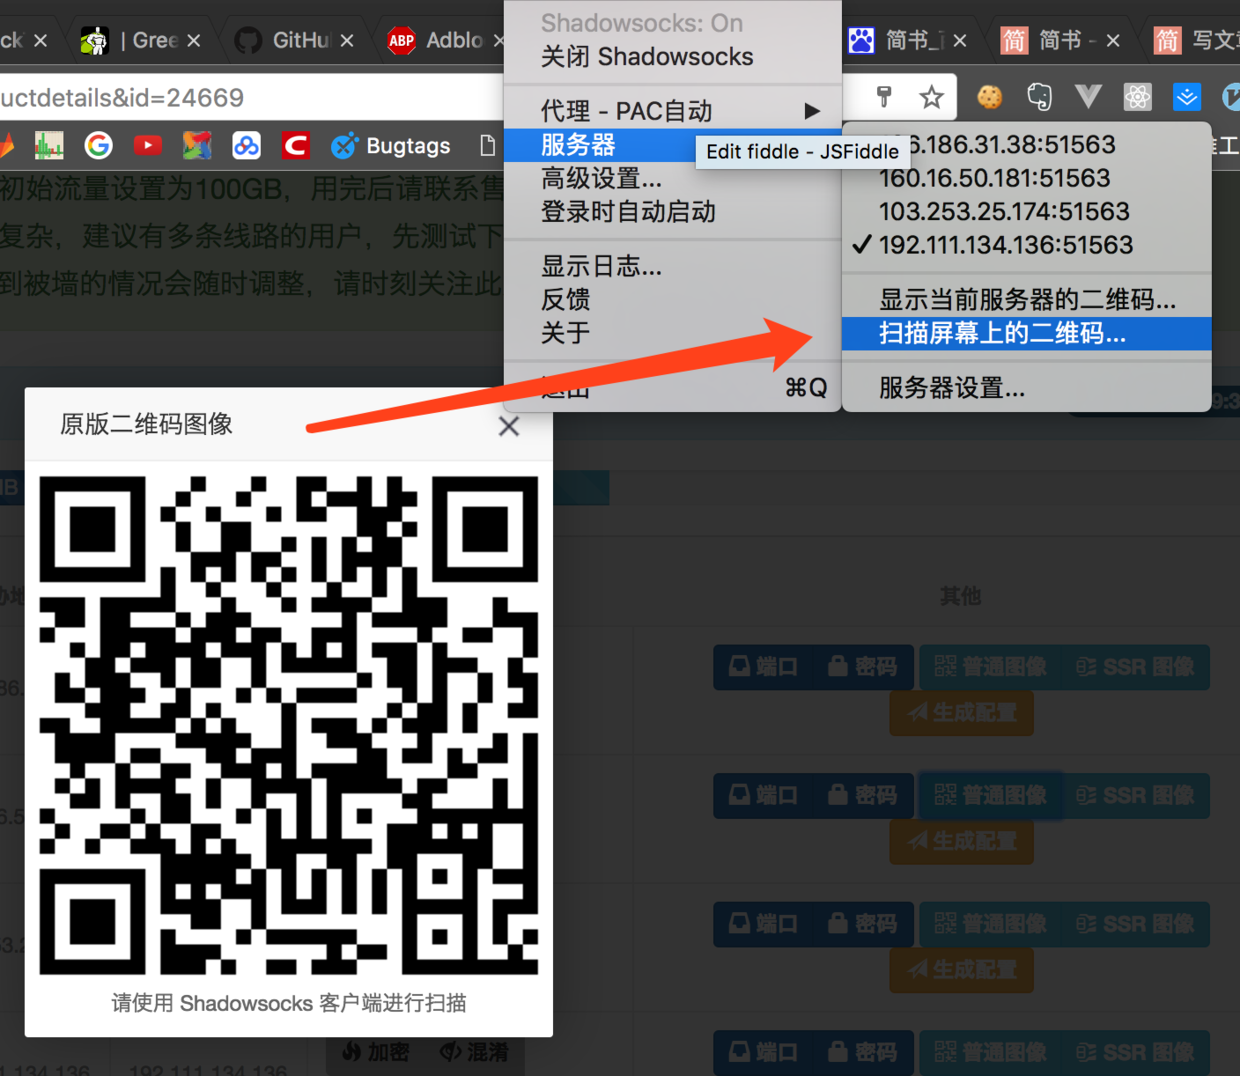 Shadowsocks: On
关闭 Shadowsocks
代理 - PAC自动
服务器
高级设置...
登录时自动启动
显示日志...
反馈
关于
⌘Q
Edit fiddle - JSFiddle
6.186.31.38:51563
160.16.50.181:51563
103.253.25.174:51563
192.111.134.136:51563
显示当前服务器的二维码...
扫描屏幕上的二维码...
服务器设置...
ck
| Gree
GitHu
ABP
Adblo
简书_
简 简书 -
简 写文
uctdetails&id=24669
Bugtags
工
初始流量设置为100GB，用完后请联系售
复杂，建议有多条线路的用户，先测试下
到被墙的情况会随时调整，请时刻关注此
原版二维码图像
请使用 Shadowsocks 客户端进行扫描
其他
端口 密码 普通图像 SSR 图像
生成配置
端口 密码 普通图像 SSR 图像
生成配置
端口 密码 普通图像 SSR 图像
生成配置
加密 混淆
端口 密码 普通图像 SSR 图像
192.111.134.136